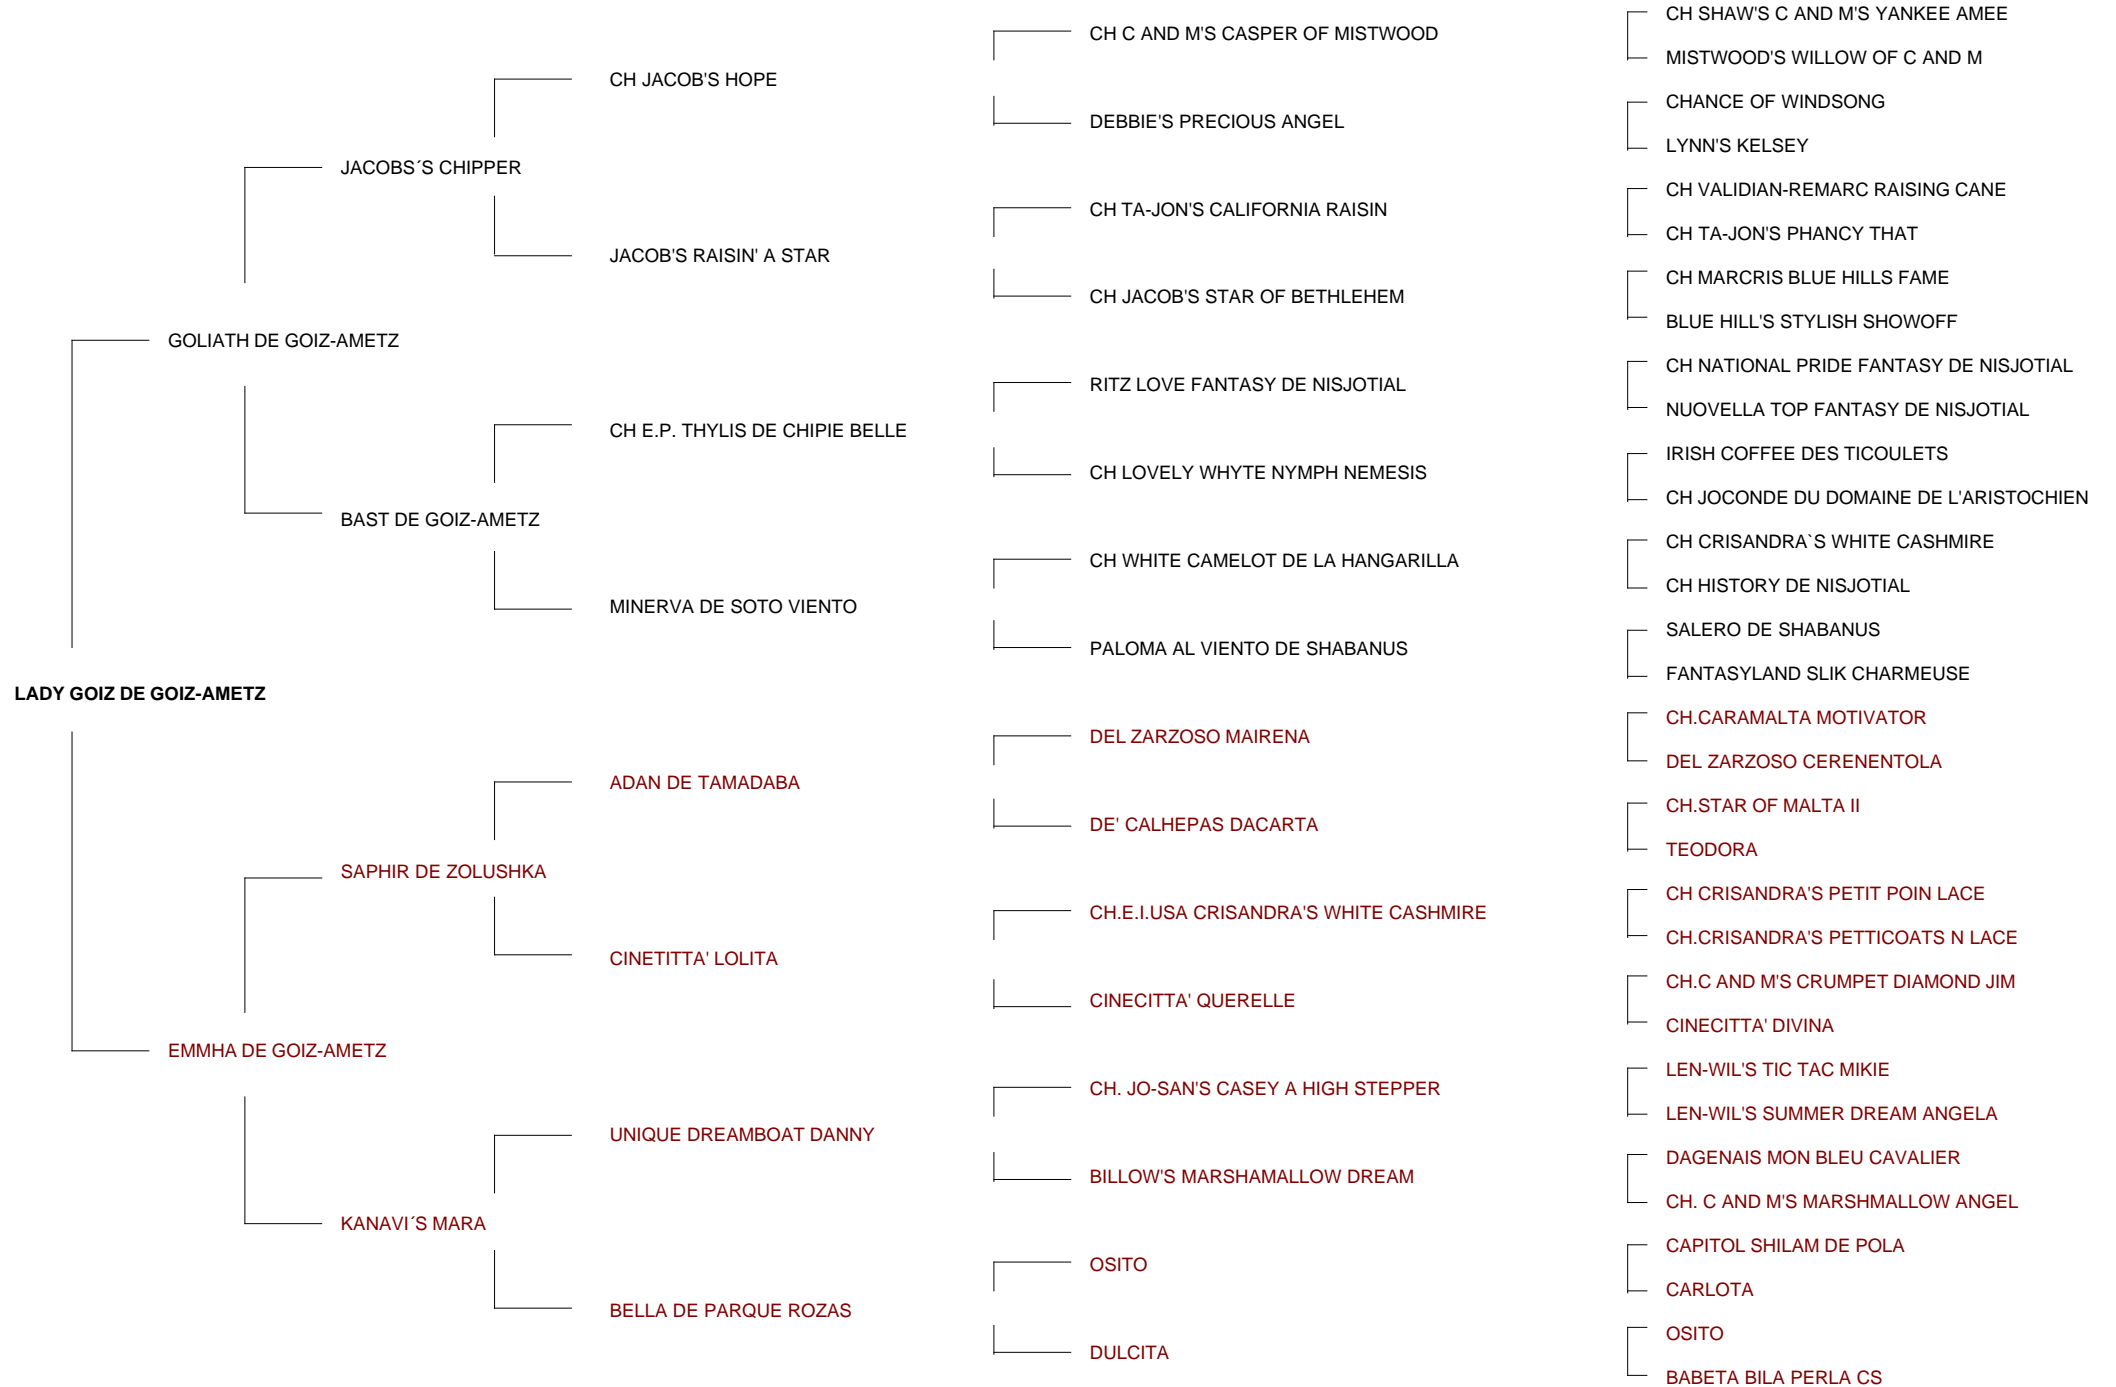 CH SHAW'S C AND M'S YANKEE AMEE
CH C AND M'S CASPER OF MISTWOOD
MISTWOOD'S WILLOW OF C AND M
CH JACOB'S HOPE
CHANCE OF WINDSONG
DEBBIE'S PRECIOUS ANGEL
LYNN'S KELSEY
JACOBS´S CHIPPER
CH VALIDIAN-REMARC RAISING CANE
CH TA-JON'S CALIFORNIA RAISIN
CH TA-JON'S PHANCY THAT
JACOB'S RAISIN' A STAR
CH MARCRIS BLUE HILLS FAME
CH JACOB'S STAR OF BETHLEHEM
BLUE HILL'S STYLISH SHOWOFF
GOLIATH DE GOIZ-AMETZ
CH NATIONAL PRIDE FANTASY DE NISJOTIAL
RITZ LOVE FANTASY DE NISJOTIAL
NUOVELLA TOP FANTASY DE NISJOTIAL
CH E.P. THYLIS DE CHIPIE BELLE
IRISH COFFEE DES TICOULETS
CH LOVELY WHYTE NYMPH NEMESIS
CH JOCONDE DU DOMAINE DE L'ARISTOCHIEN
BAST DE GOIZ-AMETZ
CH CRISANDRA`S WHITE CASHMIRE
CH WHITE CAMELOT DE LA HANGARILLA
CH HISTORY DE NISJOTIAL
MINERVA DE SOTO VIENTO
SALERO DE SHABANUS
PALOMA AL VIENTO DE SHABANUS
FANTASYLAND SLIK CHARMEUSE
LADY GOIZ DE GOIZ-AMETZ
CH.CARAMALTA MOTIVATOR
DEL ZARZOSO MAIRENA
DEL ZARZOSO CERENENTOLA
ADAN DE TAMADABA
CH.STAR OF MALTA II
DE' CALHEPAS DACARTA
TEODORA
SAPHIR DE ZOLUSHKA
CH CRISANDRA'S PETIT POIN LACE
CH.E.I.USA CRISANDRA'S WHITE CASHMIRE
CH.CRISANDRA'S PETTICOATS N LACE
CINETITTA' LOLITA
CH.C AND M'S CRUMPET DIAMOND JIM
CINECITTA' QUERELLE
CINECITTA' DIVINA
EMMHA DE GOIZ-AMETZ
LEN-WIL'S TIC TAC MIKIE
CH. JO-SAN'S CASEY A HIGH STEPPER
LEN-WIL'S SUMMER DREAM ANGELA
UNIQUE DREAMBOAT DANNY
DAGENAIS MON BLEU CAVALIER
BILLOW'S MARSHAMALLOW DREAM
CH. C AND M'S MARSHMALLOW ANGEL
KANAVI´S MARA
CAPITOL SHILAM DE POLA
OSITO
CARLOTA
BELLA DE PARQUE ROZAS
OSITO
DULCITA
BABETA BILA PERLA CS